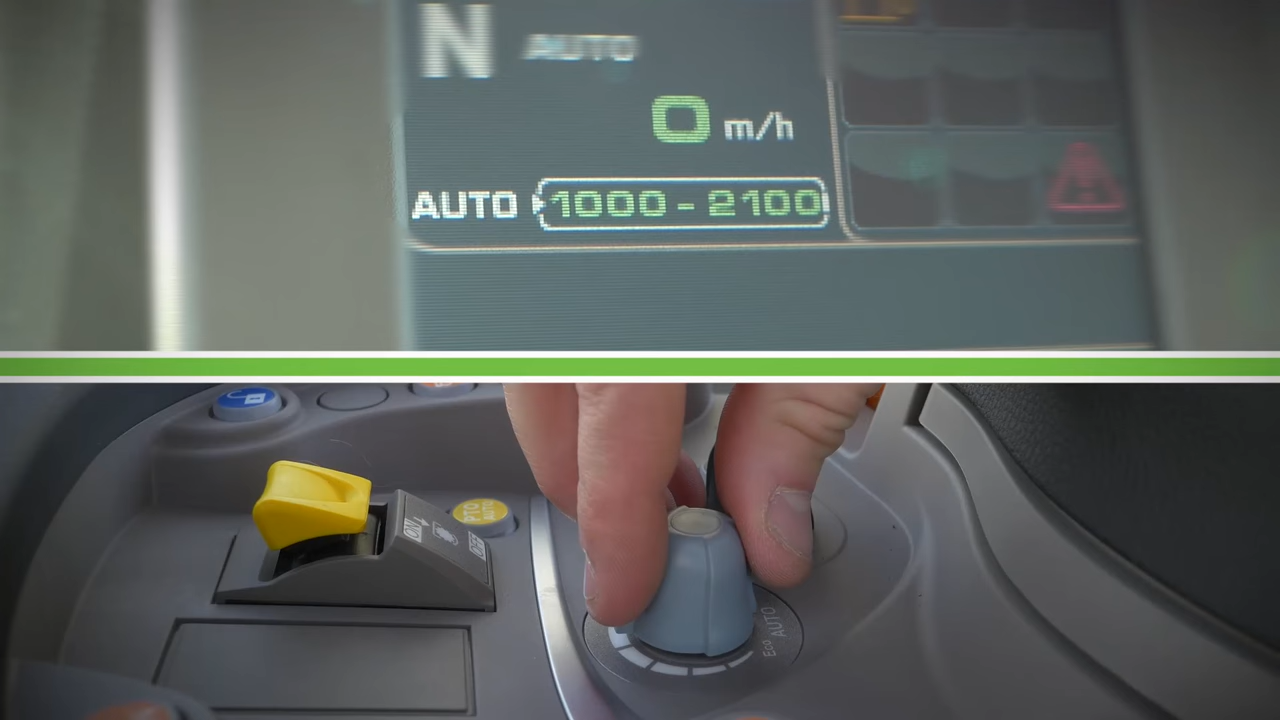 N AUTO
0 m/h
AUTO 1000 - 2100
PTO
AUTO
ON
OFF
Eco AUTO